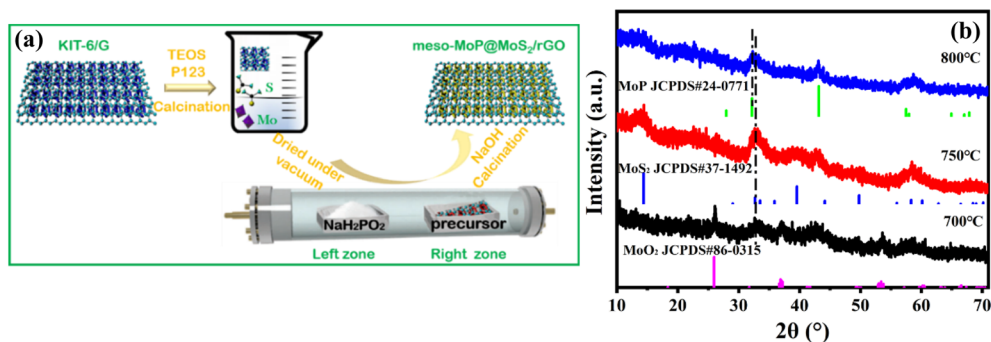 (a)
KIT-6/G
TEOS
P123
Calcination
S
Mo
meso-MoP@MoS₂/rGO
Dried under
vacuum
NaOH
Calcination
NaH₂PO₂
precursor
Left zone
Right zone
(b)
800°C
MoP JCPDS#24-0771
750°C
MoS₂ JCPDS#37-1492
700°C
MoO₂ JCPDS#86-0315
Intensity (a.u.)
10 20 30 40 50 60 70
2θ (°)